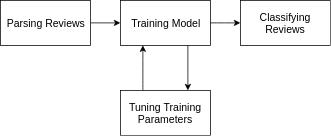 Parsing Reviews
Training Model
Classifying
Reviews
Tuning Training
Parameters